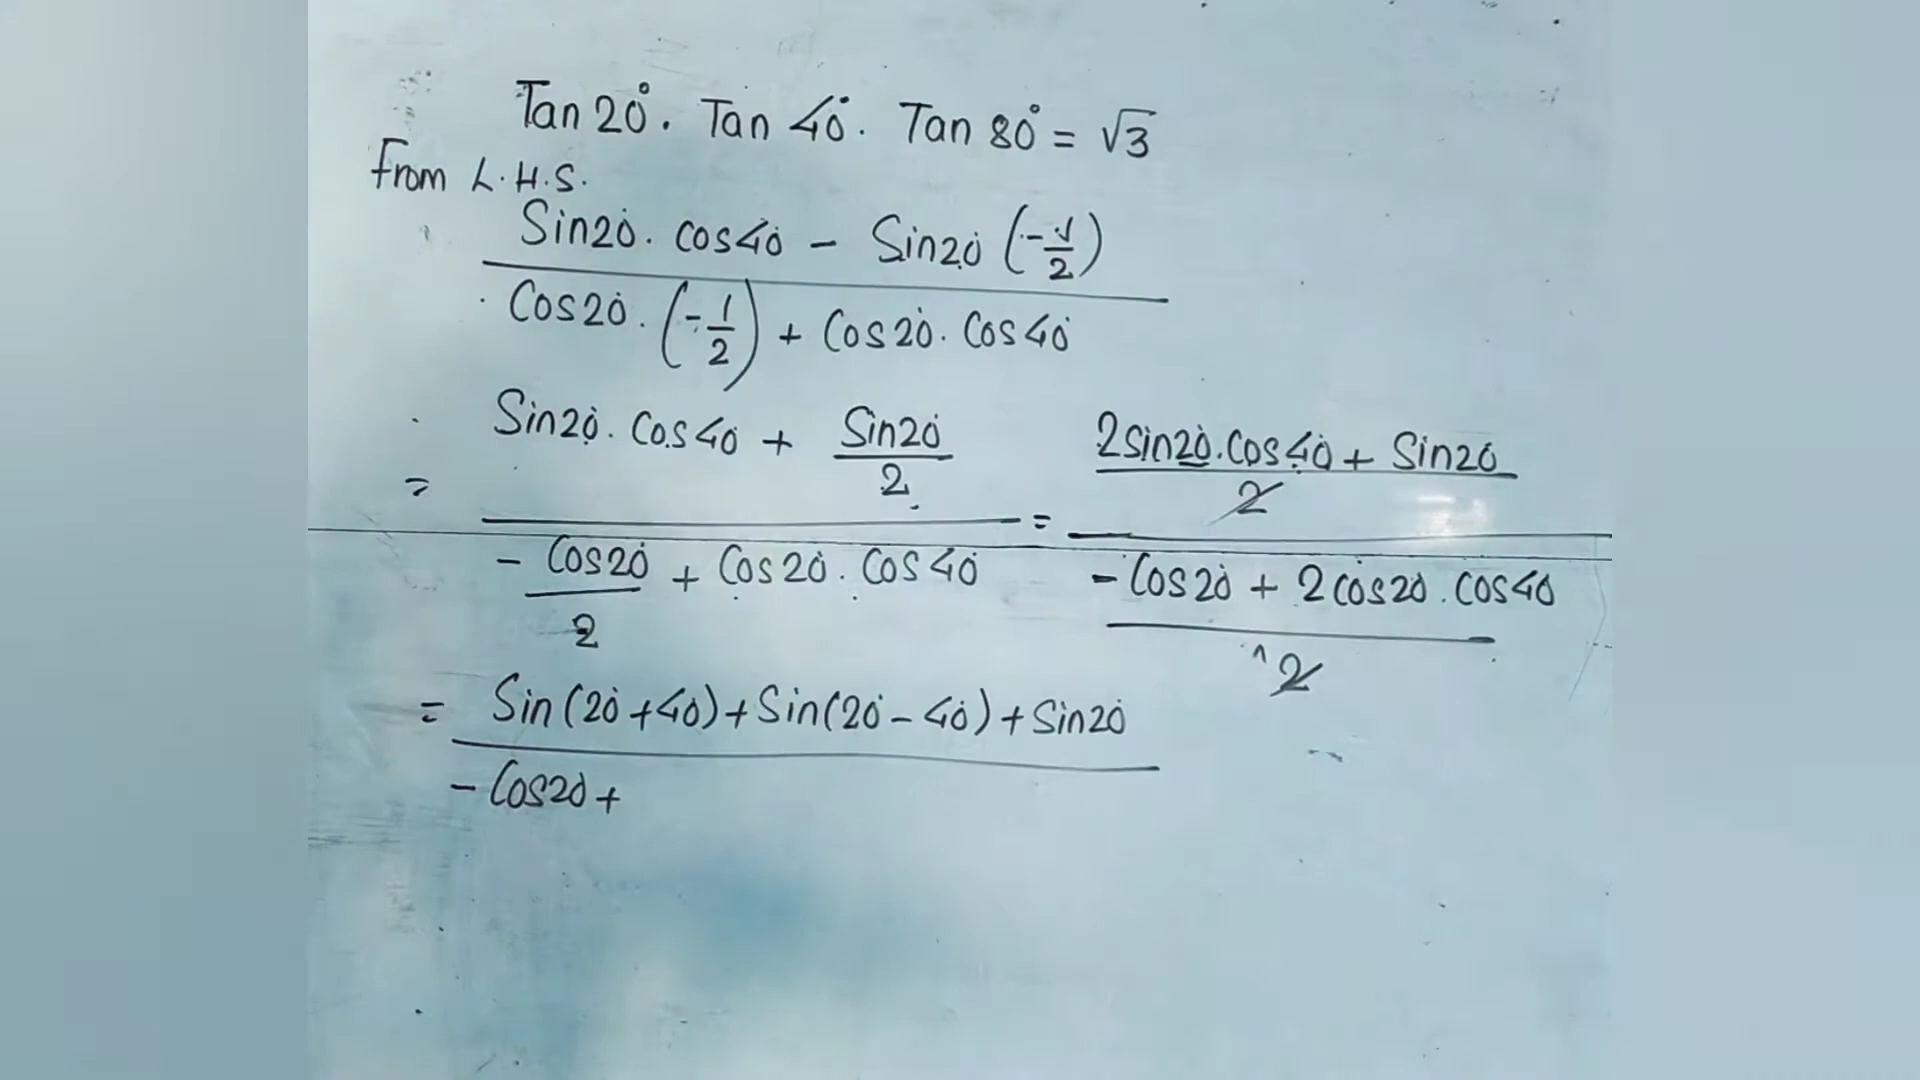 Tan 20°. Tan 40°. Tan 80° = √3
From L.H.S.
Sin20°. cos40° - Sin20° (-1/2)
Cos20°. (-1/2) + Cos20°. Cos40°
= Sin20°. Cos40° + Sin20°/2 = 2Sin20°.Cos40° + Sin20°/2
- Cos20°/2 + Cos20°. Cos40° - Cos20° + 2Cos20°. Cos40°/2
= Sin(20°+40°)+Sin(20°-40°)+Sin20°
- Cos20°+